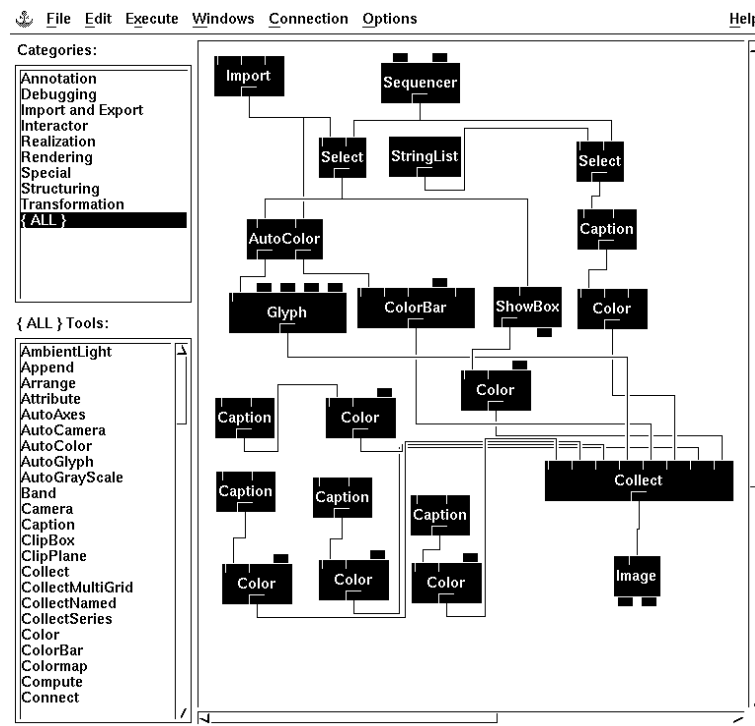 File Edit Execute Windows Connection Options Help
Categories:
Annotation
Debugging
Import and Export
Interactor
Realization
Rendering
Special
Structuring
Transformation
{ ALL }
{ ALL } Tools:
AmbientLight
Append
Arrange
Attribute
AutoAxes
AutoCamera
AutoColor
AutoGlyph
AutoGrayScale
Band
Camera
Caption
ClipBox
ClipPlane
Collect
CollectMultiGrid
CollectNamed
CollectSeries
Color
ColorBar
Colormap
Compute
Connect
Import
Sequencer
Select
StringList
Select
AutoColor
Caption
Glyph
ColorBar
ShowBox
Color
Color
Caption
Color
Collect
Caption
Caption
Caption
Color
Color
Color
Image